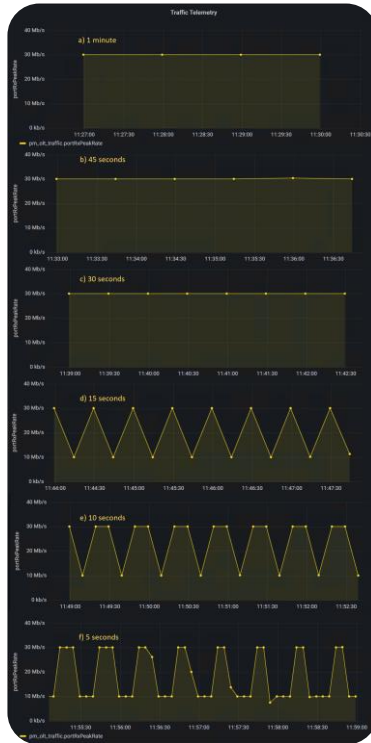 Traffic Telemetry
a) 1 minute
portRxPeakRate
40 Mb/s
30 Mb/s
20 Mb/s
10 Mb/s
0 kb/s
11:27:00 11:27:30 11:28:00 11:28:30 11:29:00 11:29:30 11:30:00 11:30:30
pm_olt_traffic.portRxPeakRate
b) 45 seconds
portRxPeakRate
40 Mb/s
30 Mb/s
20 Mb/s
10 Mb/s
0 kb/s
11:33:00 11:33:30 11:34:00 11:34:30 11:35:00 11:35:30 11:36:00 11:36:30
c) 30 seconds
portRxPeakRate
40 Mb/s
30 Mb/s
20 Mb/s
10 Mb/s
0 kb/s
11:39:00 11:39:30 11:40:00 11:40:30 11:41:00 11:41:30 11:42:00 11:42:30
d) 15 seconds
portRxPeakRate
40 Mb/s
30 Mb/s
20 Mb/s
10 Mb/s
0 kb/s
11:44:00 11:44:30 11:45:00 11:45:30 11:46:00 11:46:30 11:47:00 11:47:30
e) 10 seconds
portRxPeakRate
40 Mb/s
30 Mb/s
20 Mb/s
10 Mb/s
0 kb/s
11:49:00 11:49:30 11:50:00 11:50:30 11:51:00 11:51:30 11:52:00 11:52:30
f) 5 seconds
portRxPeakRate
40 Mb/s
30 Mb/s
20 Mb/s
10 Mb/s
0 kb/s
11:55:30 11:56:00 11:56:30 11:57:00 11:57:30 11:58:00 11:58:30 11:59:00
pm_olt_traffic.portRxPeakRate